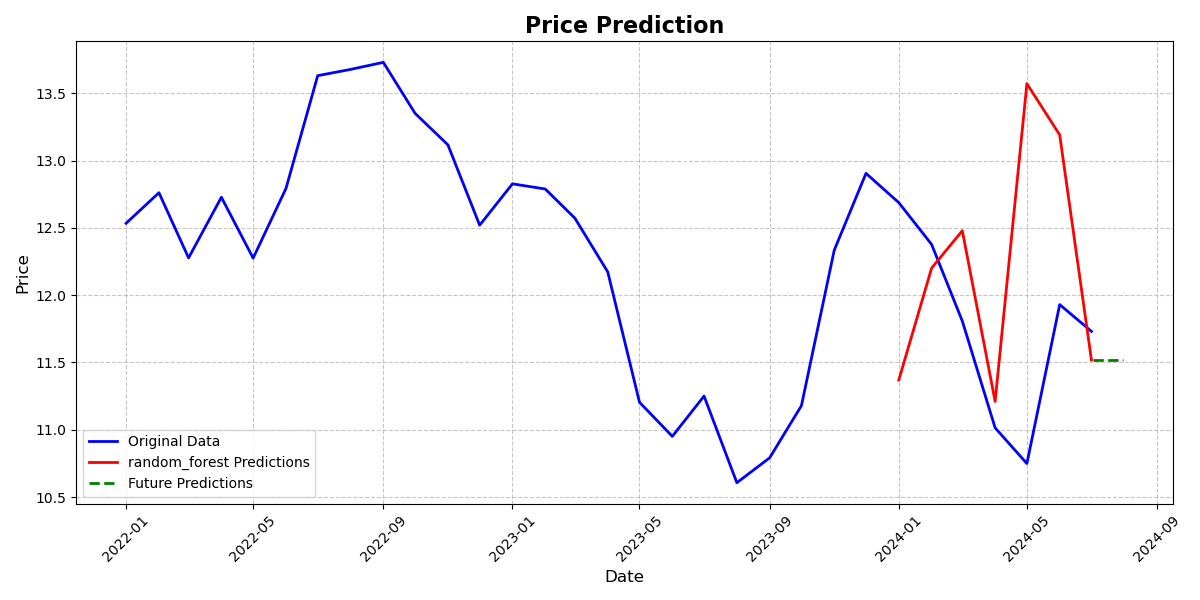 Price Prediction
Price
13.5
13.0
12.5
12.0
11.5
11.0
10.5
Original Data
random_forest Predictions
Future Predictions
2022-01
2022-05
2022-09
2023-01
2023-05
2023-09
2024-01
2024-05
2024-09
Date